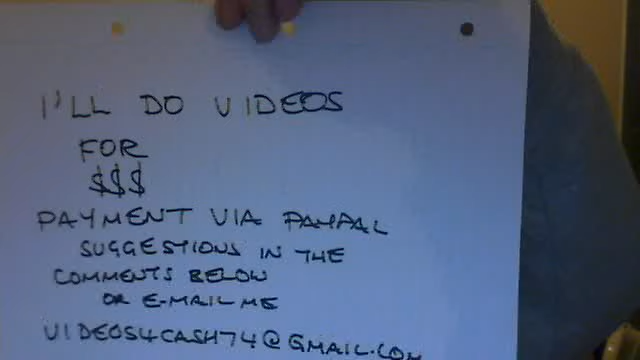 I'LL DO VIDEOS
FOR
$$$
PAYMENT VIA PAYPAL
SUGGESTIONS IN THE
COMMENTS BELOW
OR E-MAIL ME
VIDEOS4CASH74@GMAIL.COM